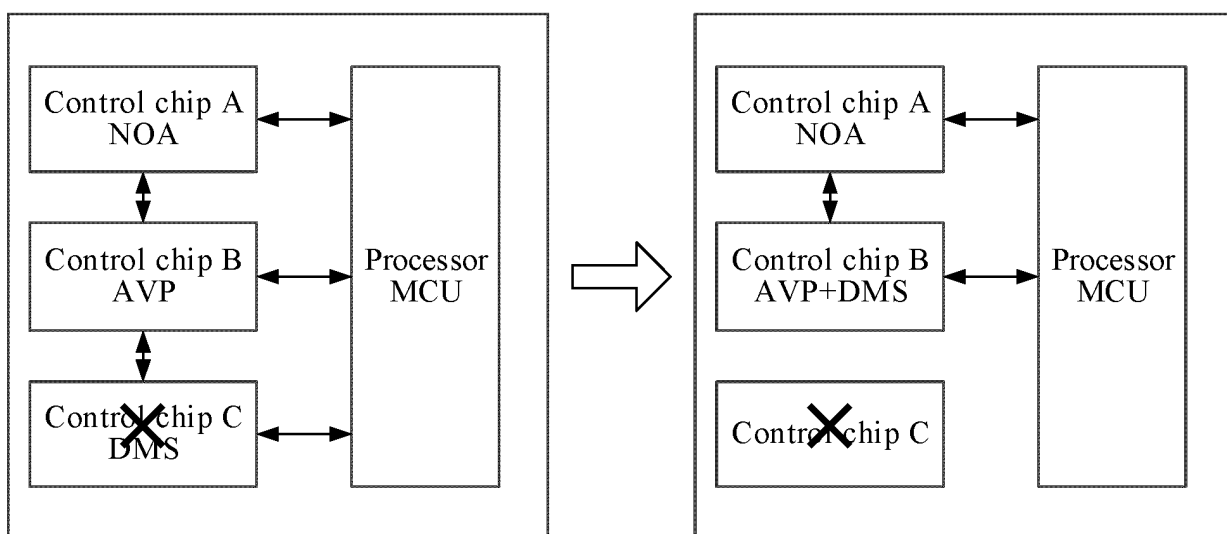 Control chip A
NOA
Control chip B
AVP
Control chip C
DMS
Processor
MCU
Control chip A
NOA
Control chip B
AVP+DMS
Control chip C
Processor
MCU